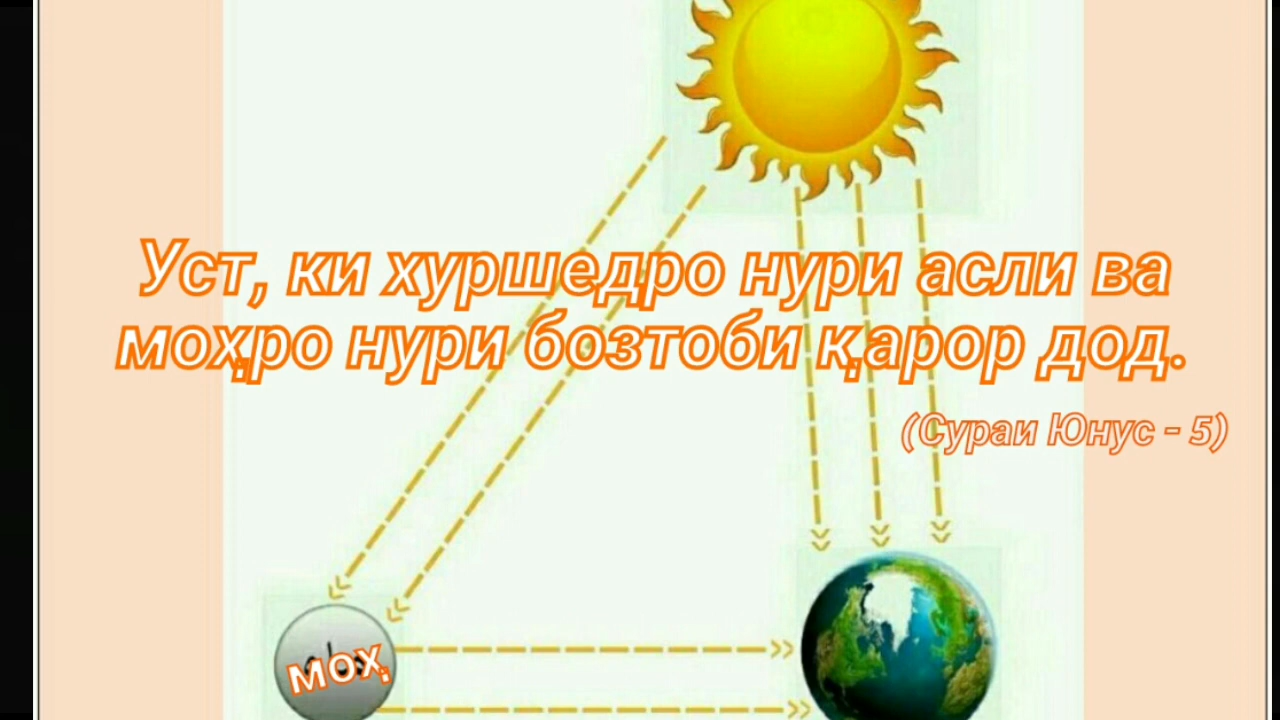 Уст, ки хуршедро нури асли ва
моҳро нури бозтоби қарор дод.
(Сураи Юнус - 5)
моҳ